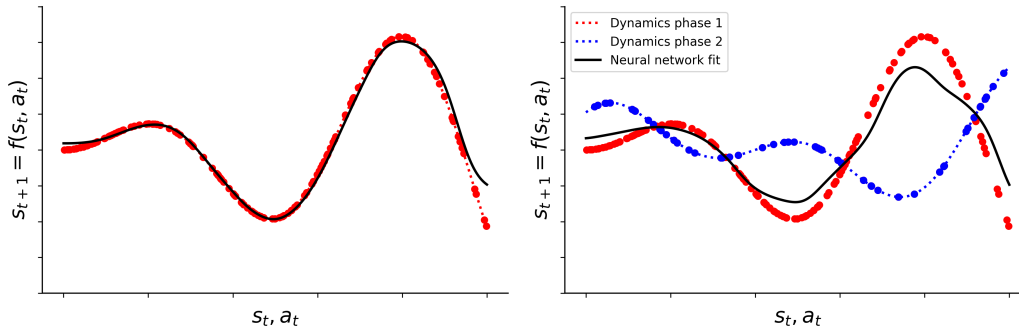 s_{t+1} = f(s_t, a_t)
s_t, a_t
s_{t+1} = f(s_t, a_t)
Dynamics phase 1
Dynamics phase 2
Neural network fit
s_t, a_t